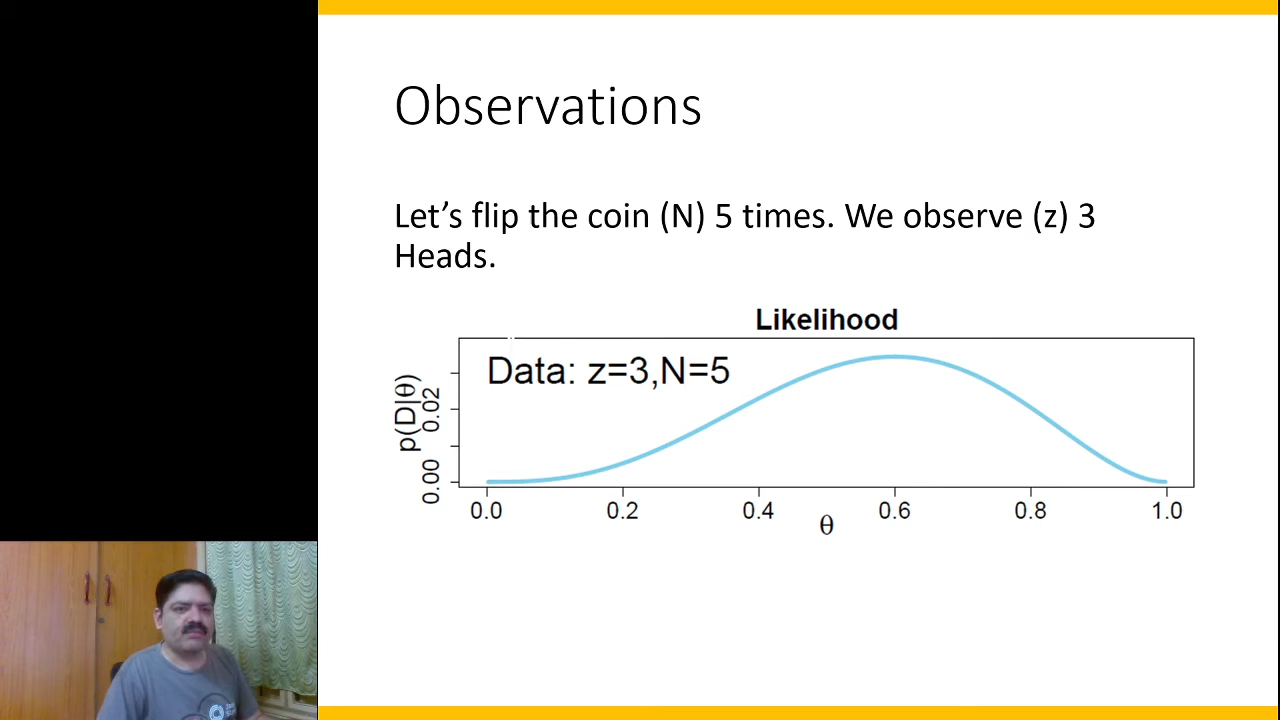 Observations
Let’s flip the coin (N) 5 times. We observe (z) 3
Heads.
Likelihood
Data: z=3,N=5
p(D|θ)
0.02
0.00
0.0 0.2 0.4 0.6 0.8 1.0
θ